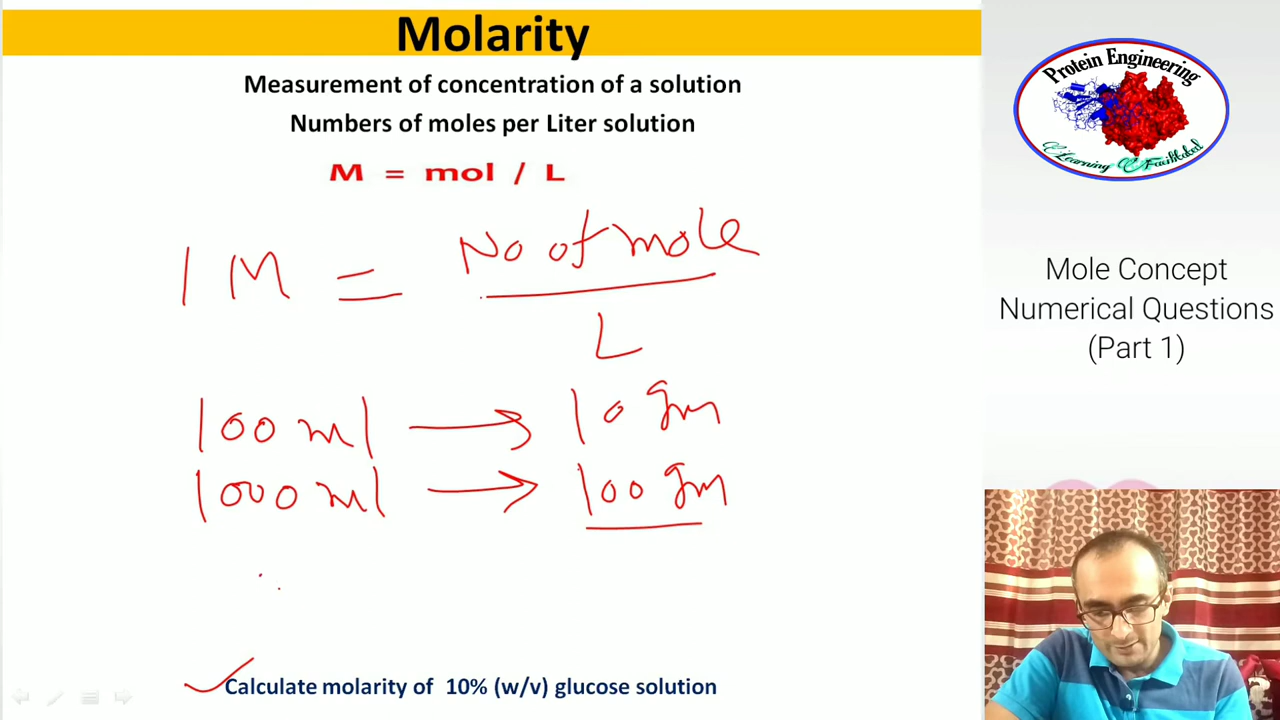 Molarity
Measurement of concentration of a solution
Numbers of moles per Liter solution
M = mol / L
1 M = No of mole
L
100 ml → 10 gm
1000 ml → 100 gm
Calculate molarity of 10% (w/v) glucose solution
Protein Engineering
Learning Facilitated
Mole Concept
Numerical Questions
(Part 1)